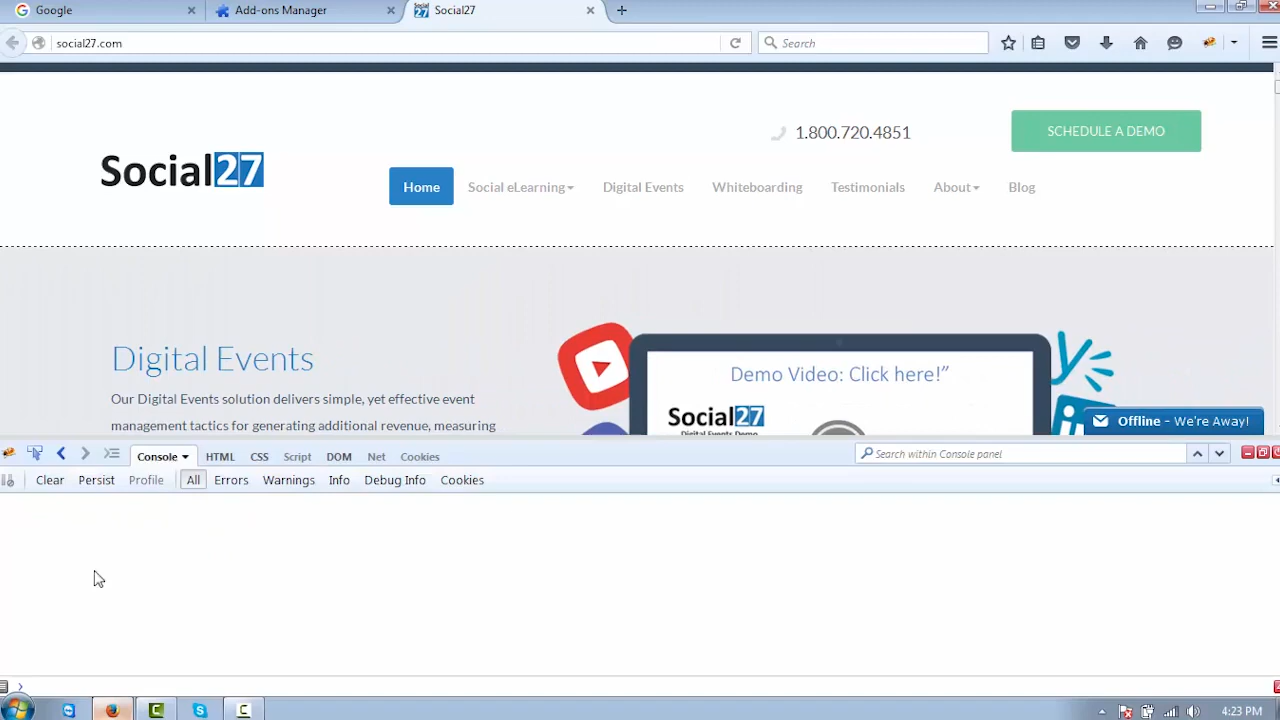 Google
Add-ons Manager
Social27
social27.com
Search
1.800.720.4851
SCHEDULE A DEMO
Social27
Home
Social eLearning
Digital Events
Whiteboarding
Testimonials
About
Blog
Digital Events
Our Digital Events solution delivers simple, yet effective event
management tactics for generating additional revenue, measuring
Demo Video: Click here!”
Social27
Digital Events Demo
Offline - We're Away!
Console
HTML
CSS
Script
DOM
Net
Cookies
Search within Console panel
Clear
Persist
Profile
All
Errors
Warnings
Info
Debug Info
Cookies
4:23 PM